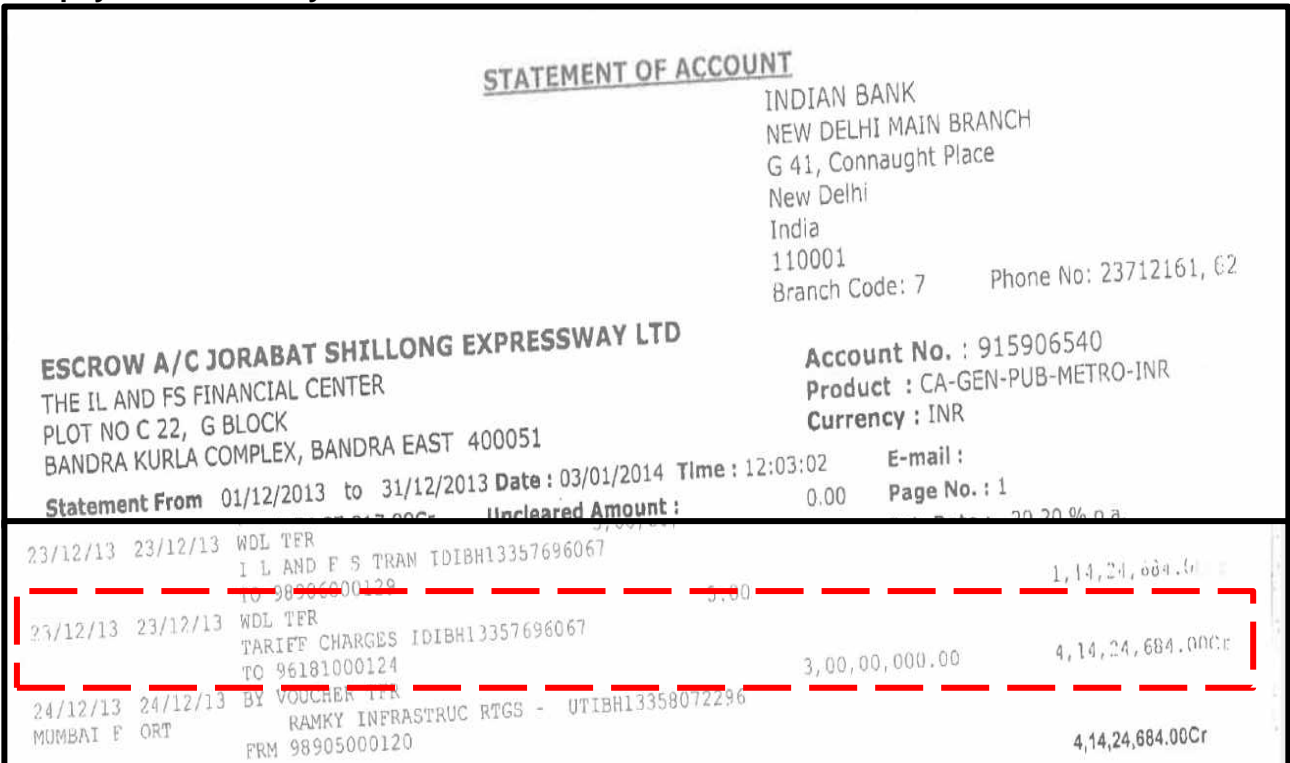 STATEMENT OF ACCOUNT
INDIAN BANK
NEW DELHI MAIN BRANCH
G 41, Connaught Place
New Delhi
India
110001
Branch Code: 7 Phone No: 23712161, 62
ESCROW A/C JORABAT SHILLONG EXPRESSWAY LTD
THE IL AND FS FINANCIAL CENTER
PLOT NO C 22, G BLOCK
BANDRA KURLA COMPLEX, BANDRA EAST 400051
Account No. : 915906540
Product : CA-GEN-PUB-METRO-INR
Currency : INR
Statement From 01/12/2013 to 31/12/2013 Date : 03/01/2014 Time : 12:03:02 E-mail :
Uncleared Amount : 0.00 Page No. : 1
23/12/13 23/12/13 WDL TFR
I L AND F S TRAN IDIBH13357696067
TO 98906000129 1,14,24,684.
23/12/13 23/12/13 WDL TFR
TARIFF CHARGES IDIBH13357696067
TO 96181000124 3,00,00,000.00 4,14,24,684.00Cr
24/12/13 24/12/13 BY VOUCHER TFR
MUMBAI F ORT RAMKY INFRASTRUC RTGS - UTIBH13358072296
FRM 98905000120 4,14,24,684.00Cr